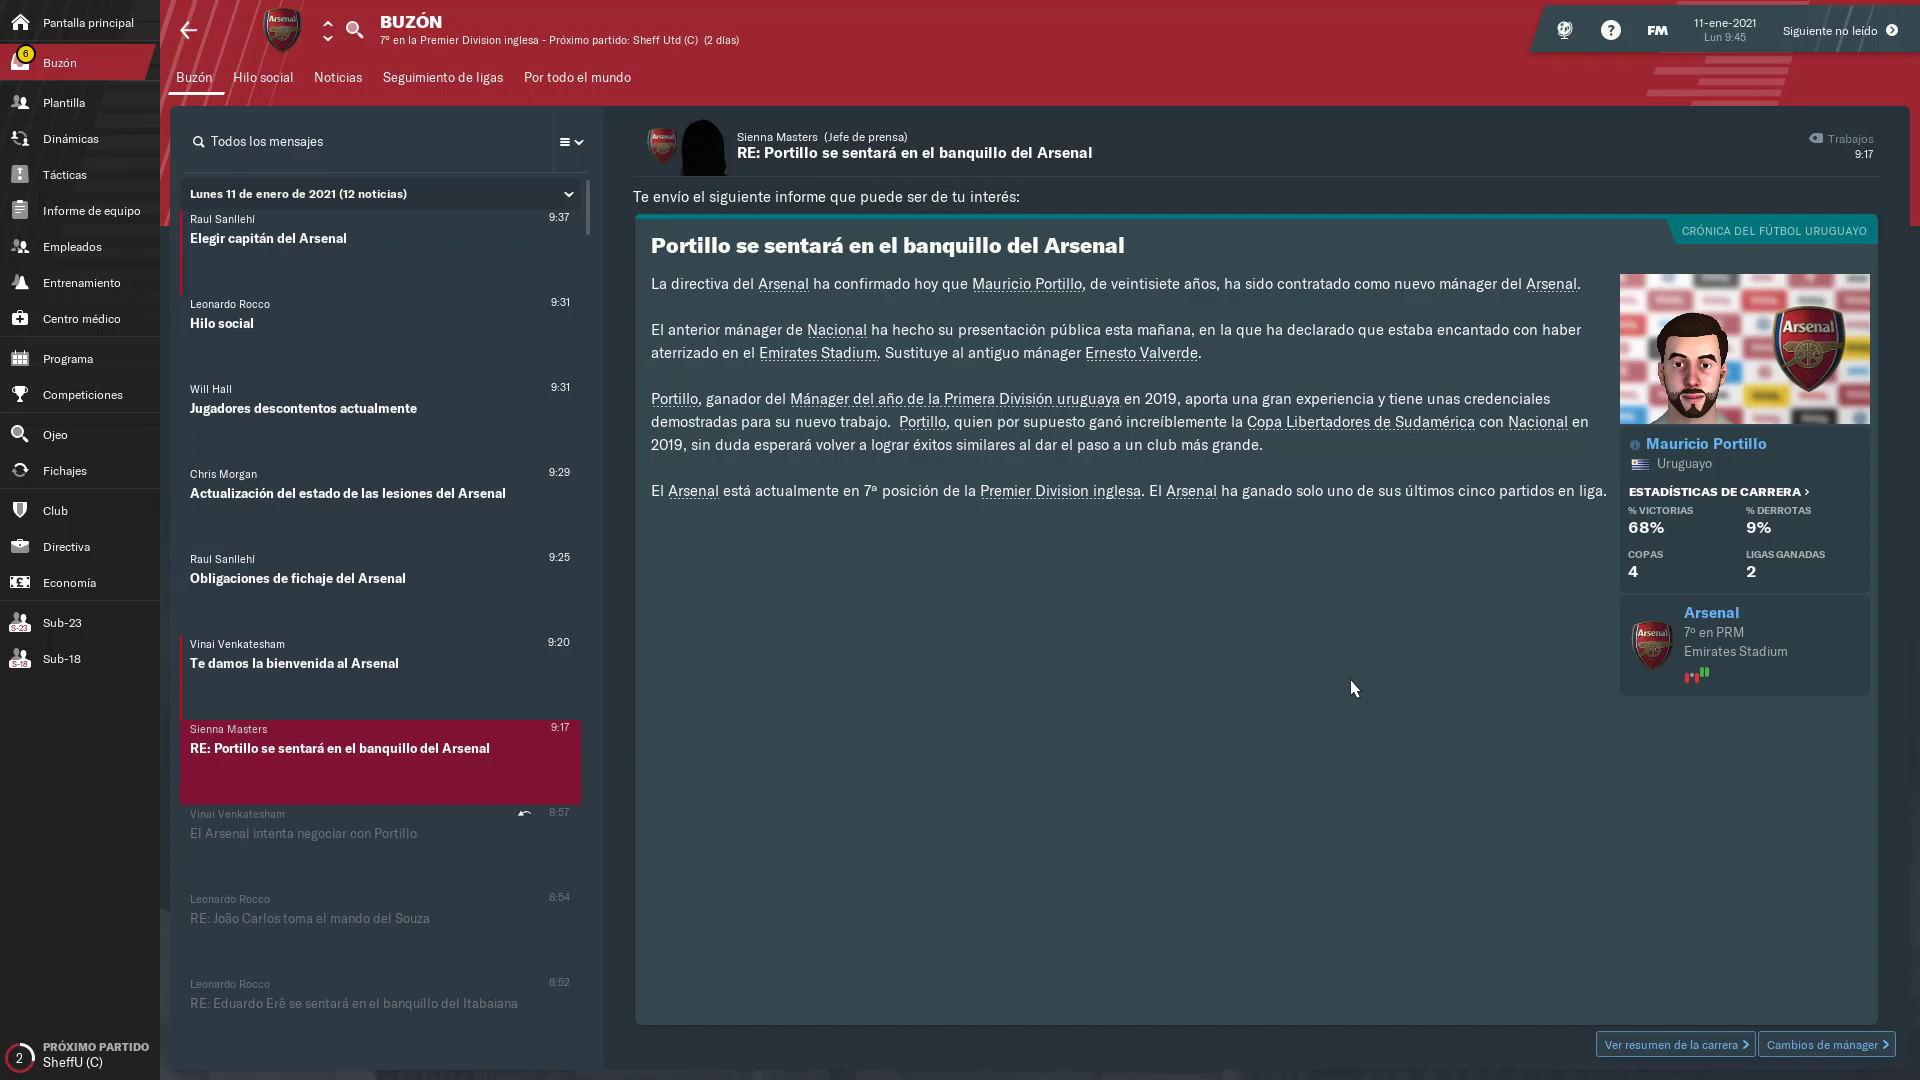 Pantalla principal
6
Buzón
Plantilla
Dinámicas
Tácticas
Informe de equipo
Empleados
Entrenamiento
Centro médico
Programa
Competiciones
Ojeo
Fichajes
Club
Directiva
Economía
S-23
Sub-23
S-18
Sub-18
2
PRÓXIMO PARTIDO
SheffU (C)
Arsenal
BUZÓN
7º en la Premier Division inglesa - Próximo partido: Sheff Utd (C) (2 días)
?
FM
11-ene-2021
Lun 9:45
Siguiente no leído
Buzón
Hilo social
Noticias
Seguimiento de ligas
Por todo el mundo
Todos los mensajes
Lunes 11 de enero de 2021 (12 noticias)
Raul Sanllehí 9:37
Elegir capitán del Arsenal
Leonardo Rocco 9:31
Hilo social
Will Hall 9:31
Jugadores descontentos actualmente
Chris Morgan 9:29
Actualización del estado de las lesiones del Arsenal
Raul Sanllehí 9:25
Obligaciones de fichaje del Arsenal
Vinai Venkatesham 9:20
Te damos la bienvenida al Arsenal
Sienna Masters 9:17
RE: Portillo se sentará en el banquillo del Arsenal
Vinai Venkatesham 8:57
El Arsenal intenta negociar con Portillo
Leonardo Rocco 8:54
RE: João Carlos toma el mando del Souza
Leonardo Rocco 8:52
RE: Eduardo Erê se sentará en el banquillo del Itabaiana
Arsenal
Sienna Masters (Jefe de prensa)
RE: Portillo se sentará en el banquillo del Arsenal
Trabajos
9:17
Te envío el siguiente informe que puede ser de tu interés:
CRÓNICA DEL FÚTBOL URUGUAYO
Portillo se sentará en el banquillo del Arsenal
La directiva del Arsenal ha confirmado hoy que Mauricio Portillo, de veintisiete años, ha sido contratado como nuevo mánager del Arsenal.
El anterior mánager de Nacional ha hecho su presentación pública esta mañana, en la que ha declarado que estaba encantado con haber
aterrizado en el Emirates Stadium. Sustituye al antiguo mánager Ernesto Valverde.
Portillo, ganador del Mánager del año de la Primera División uruguaya en 2019, aporta una gran experiencia y tiene unas credenciales
demostradas para su nuevo trabajo. Portillo, quien por supuesto ganó increíblemente la Copa Libertadores de Sudamérica con Nacional en
2019, sin duda esperará volver a lograr éxitos similares al dar el paso a un club más grande.
El Arsenal está actualmente en 7ª posición de la Premier Division inglesa. El Arsenal ha ganado solo uno de sus últimos cinco partidos en liga.
Arsenal
Mauricio Portillo
Uruguayo
ESTADÍSTICAS DE CARRERA >
% VICTORIAS % DERROTAS
68% 9%
COPAS LIGAS GANADAS
4 2
Arsenal
Arsenal
7º en PRM
Emirates Stadium
Ver resumen de la carrera
Cambios de mánager